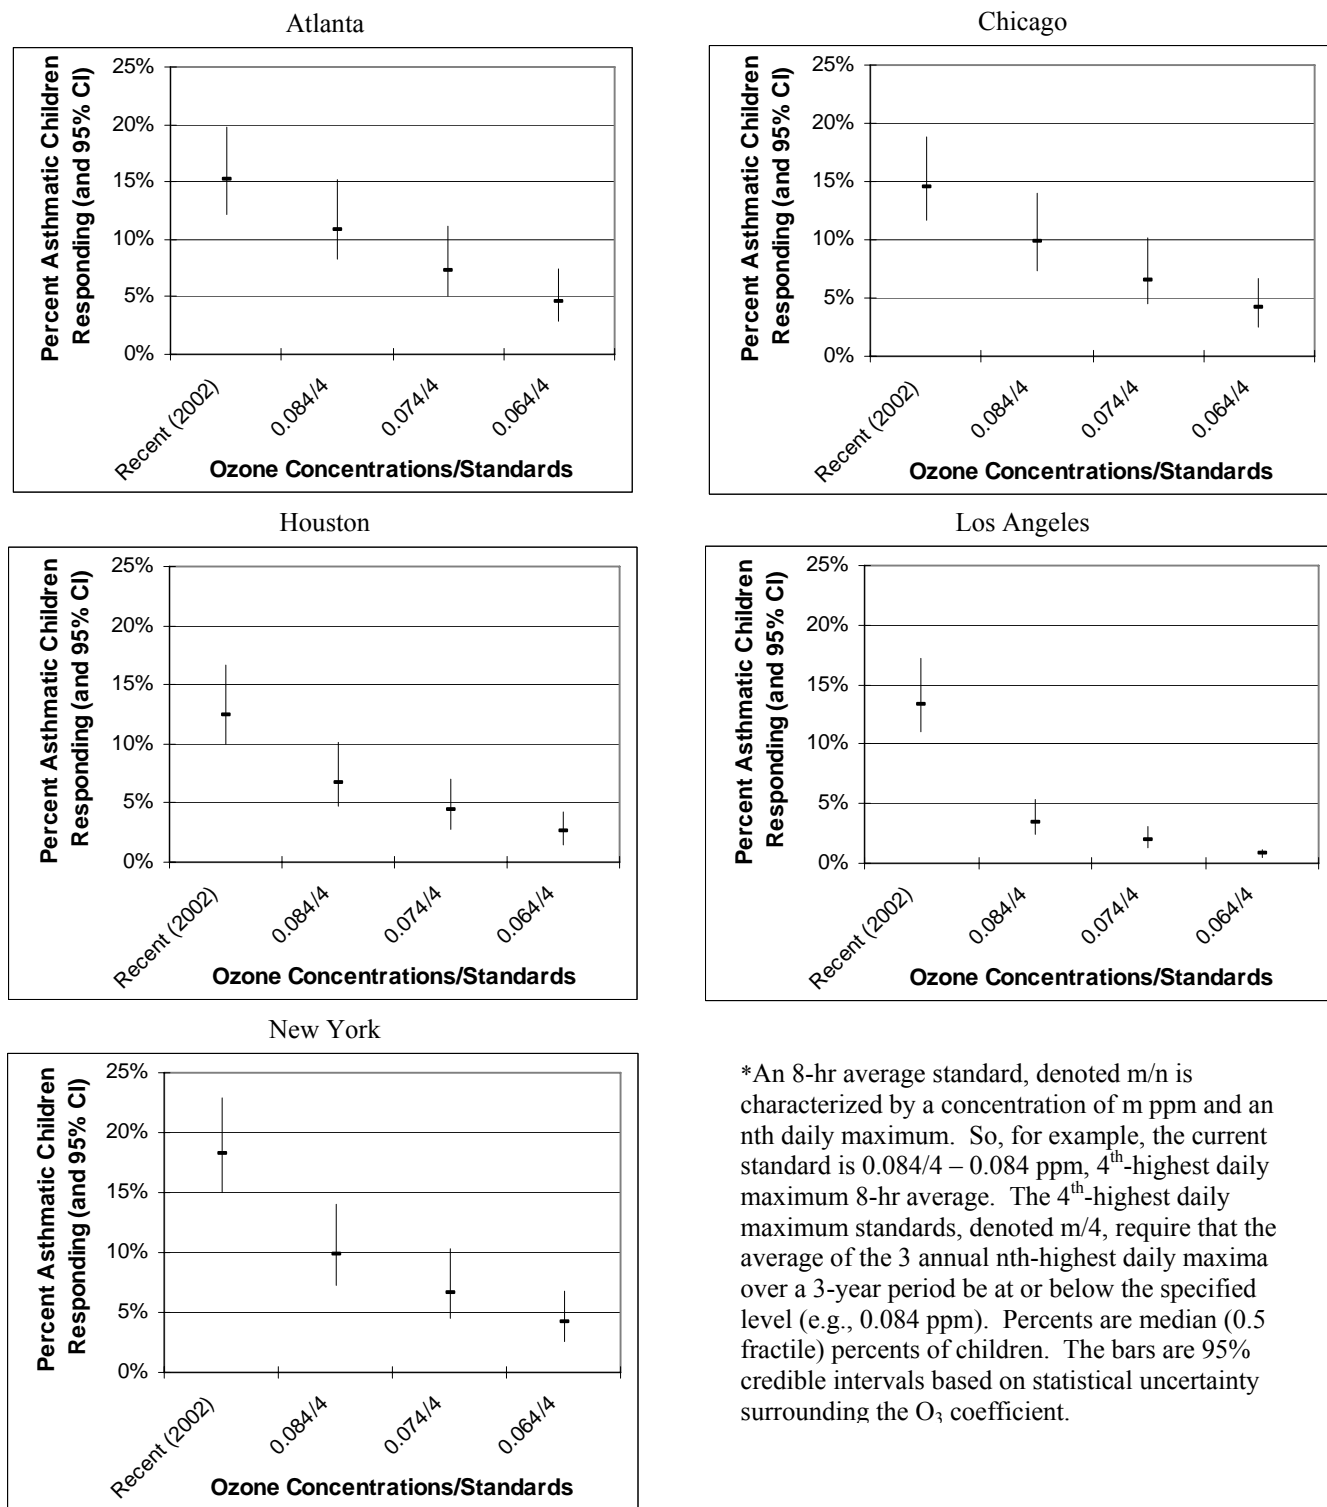 Atlanta
Percent Asthmatic Children
Responding (and 95% CI)
25%
20%
15%
10%
5%
0%
Recent (2002)
0.084/4
0.074/4
0.064/4
Ozone Concentrations/Standards
Chicago
Percent Asthmatic Children
Responding (and 95% CI)
25%
20%
15%
10%
5%
0%
Recent (2002)
0.084/4
0.074/4
0.064/4
Ozone Concentrations/Standards
Houston
Percent Asthmatic Children
Responding (and 95% CI)
25%
20%
15%
10%
5%
0%
Recent (2002)
0.084/4
0.074/4
0.064/4
Ozone Concentrations/Standards
Los Angeles
Percent Asthmatic Children
Responding (and 95% CI)
25%
20%
15%
10%
5%
0%
Recent (2002)
0.084/4
0.074/4
0.064/4
Ozone Concentrations/Standards
New York
Percent Asthmatic Children
Responding (and 95% CI)
25%
20%
15%
10%
5%
0%
Recent (2002)
0.084/4
0.074/4
0.064/4
Ozone Concentrations/Standards
*An 8-hr average standard, denoted m/n is
characterized by a concentration of m ppm and an
nth daily maximum.  So, for example, the current
standard is 0.084/4 – 0.084 ppm, 4th-highest daily
maximum 8-hr average.  The 4th-highest daily
maximum standards, denoted m/4, require that the
average of the 3 annual nth-highest daily maxima
over a 3-year period be at or below the specified
level (e.g., 0.084 ppm).  Percents are median (0.5
fractile) percents of children.  The bars are 95%
credible intervals based on statistical uncertainty
surrounding the O3 coefficient.